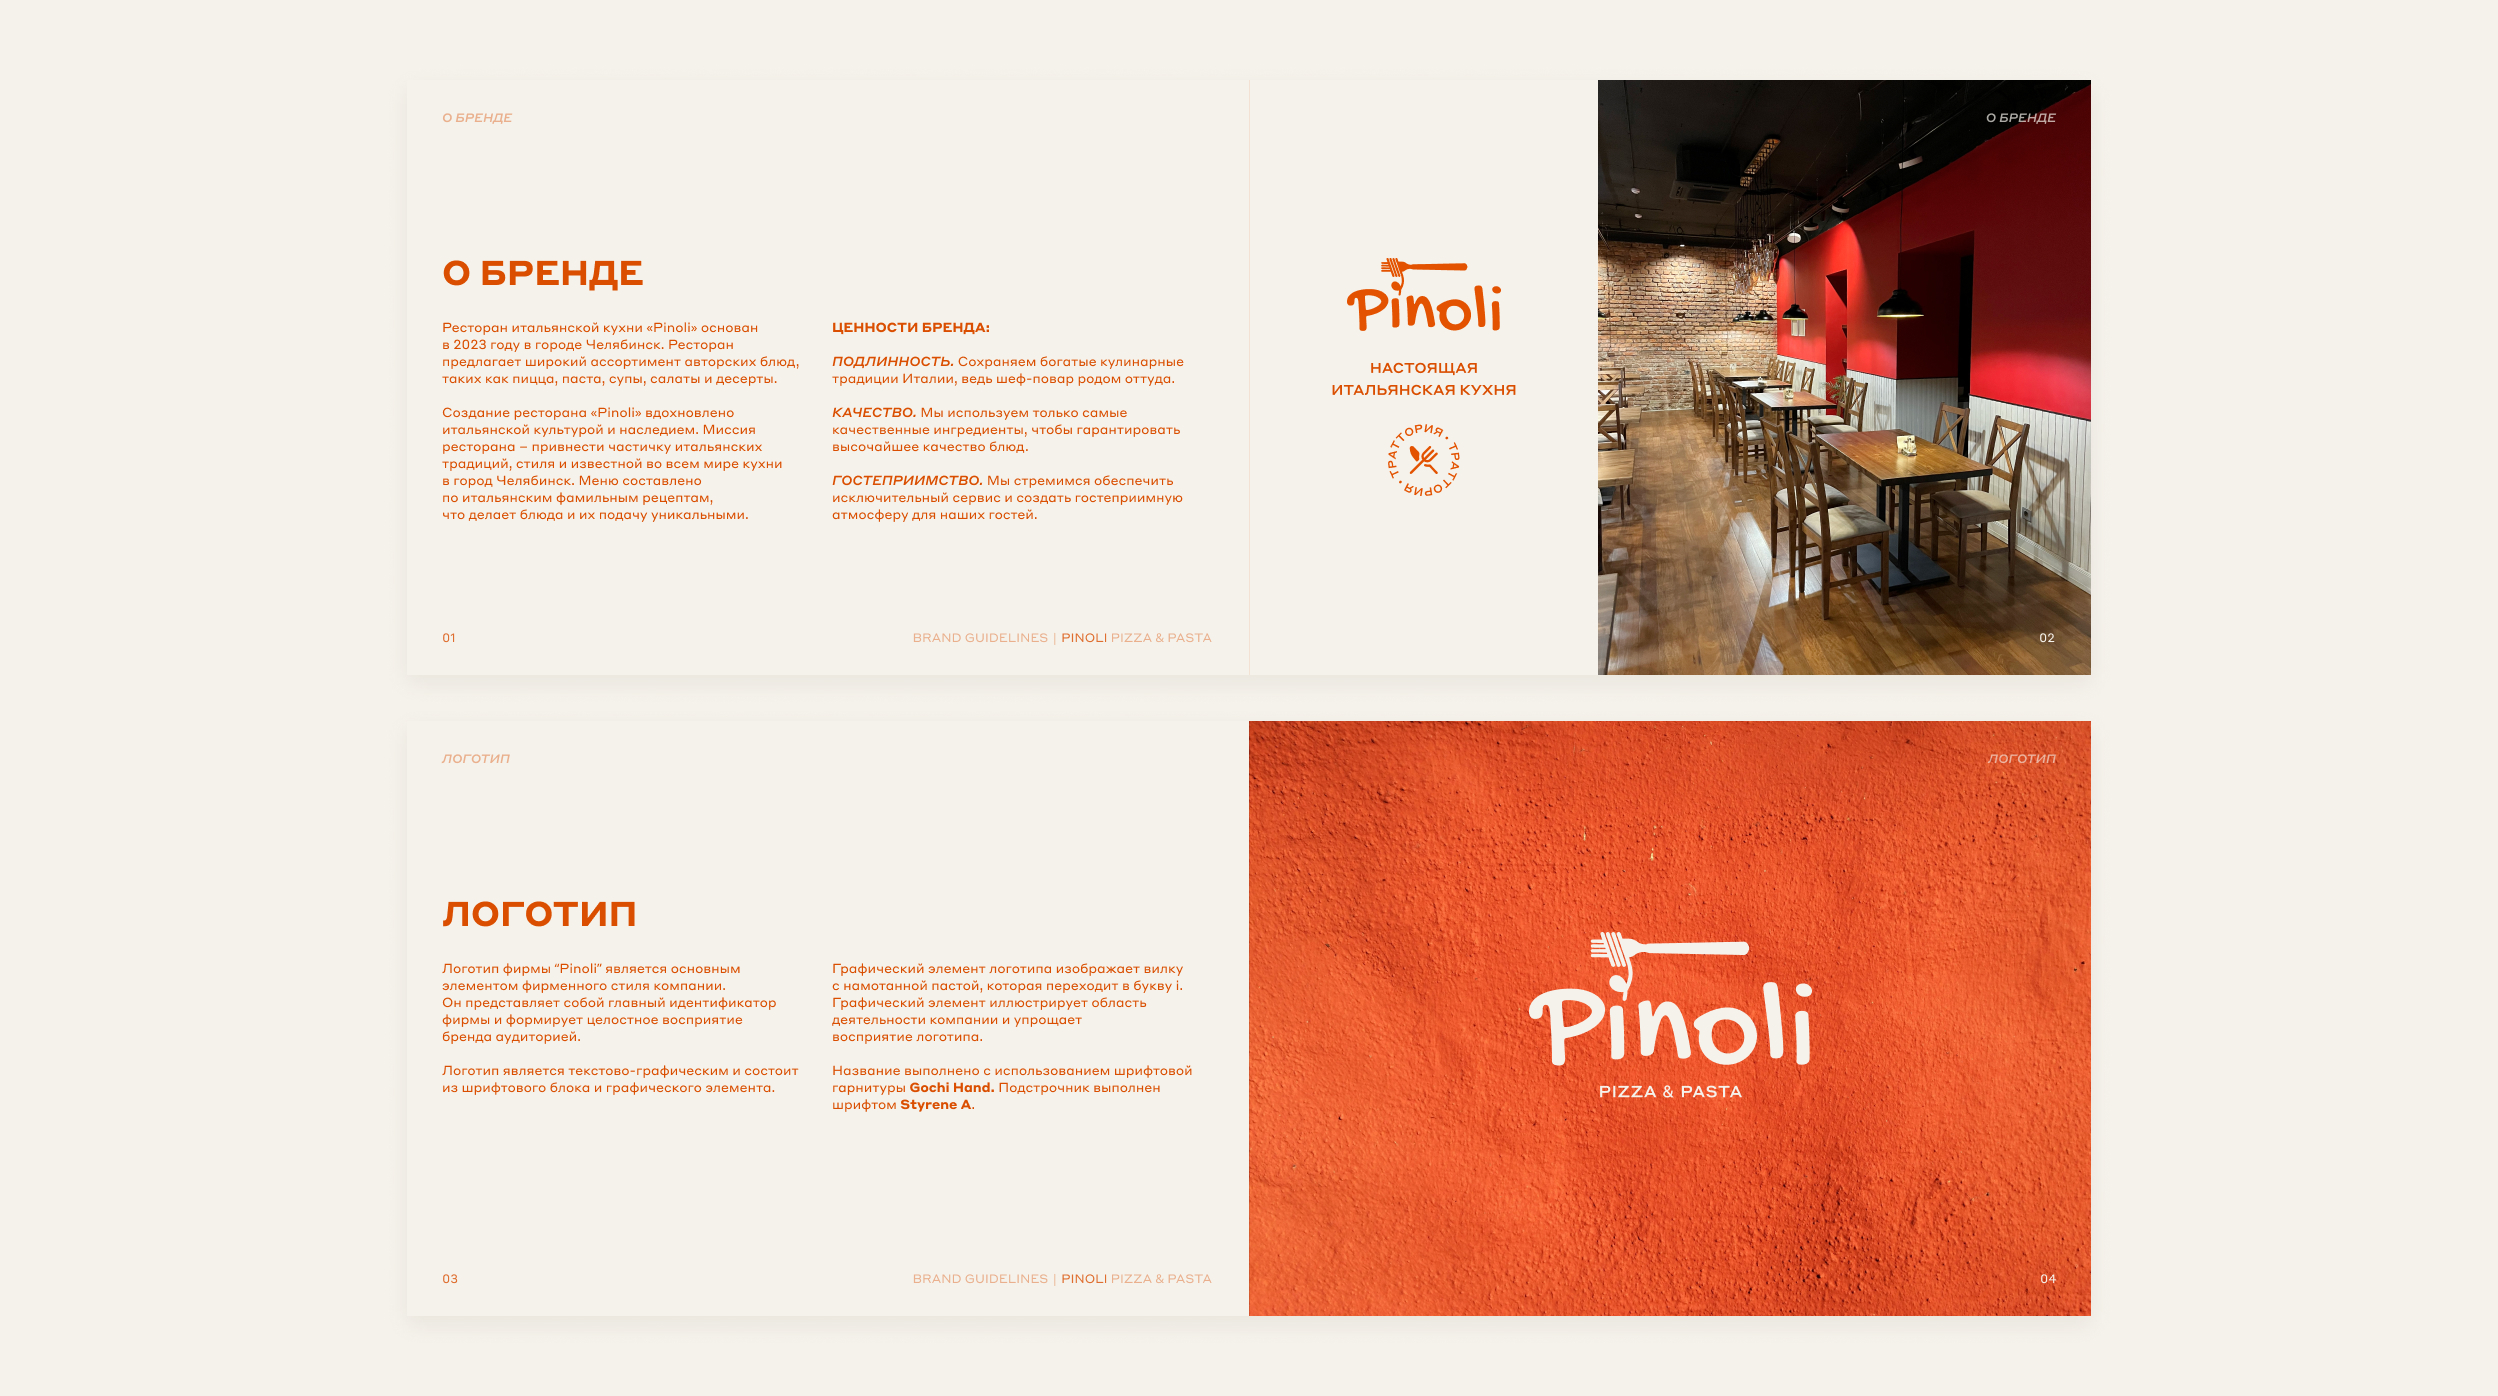 О БРЕНДЕ
О БРЕНДЕ
Ресторан итальянской кухни «Pinoli» основан
в 2023 году в городе Челябинск. Ресторан
предлагает широкий ассортимент авторских блюд,
таких как пицца, паста, супы, салаты и десерты.
Создание ресторана «Pinoli» вдохновлено
итальянской культурой и наследием. Миссия
ресторана – привнести частичку итальянских
традиций, стиля и известной во всем мире кухни
в город Челябинск. Меню составлено
по итальянским фамильным рецептам,
что делает блюда и их подачу уникальными.
ЦЕННОСТИ БРЕНДА:
ПОДЛИННОСТЬ. Сохраняем богатые кулинарные
традиции Италии, ведь шеф-повар родом оттуда.
КАЧЕСТВО. Мы используем только самые
качественные ингредиенты, чтобы гарантировать
высочайшее качество блюд.
ГОСТЕПРИИМСТВО. Мы стремимся обеспечить
исключительный сервис и создать гостеприимную
атмосферу для наших гостей.
01
BRAND GUIDELINES | PINOLI PIZZA & PASTA
Pinoli
НАСТОЯЩАЯ
ИТАЛЬЯНСКАЯ КУХНЯ
ТРАТТОРИЯ • ТРАТТОРИЯ •
О БРЕНДЕ
02
ЛОГОТИП
ЛОГОТИП
Логотип фирмы “Pinoli” является основным
элементом фирменного стиля компании.
Он представляет собой главный идентификатор
фирмы и формирует целостное восприятие
бренда аудиторией.
Логотип является текстово-графическим и состоит
из шрифтового блока и графического элемента.
Графический элемент логотипа изображает вилку
с намотанной пастой, которая переходит в букву i.
Графический элемент иллюстрирует область
деятельности компании и упрощает
восприятие логотипа.
Название выполнено с использованием шрифтовой
гарнитуры Gochi Hand. Подстрочник выполнен
шрифтом Styrene A.
03
BRAND GUIDELINES | PINOLI PIZZA & PASTA
ЛОГОТИП
Pinoli
PIZZA & PASTA
04